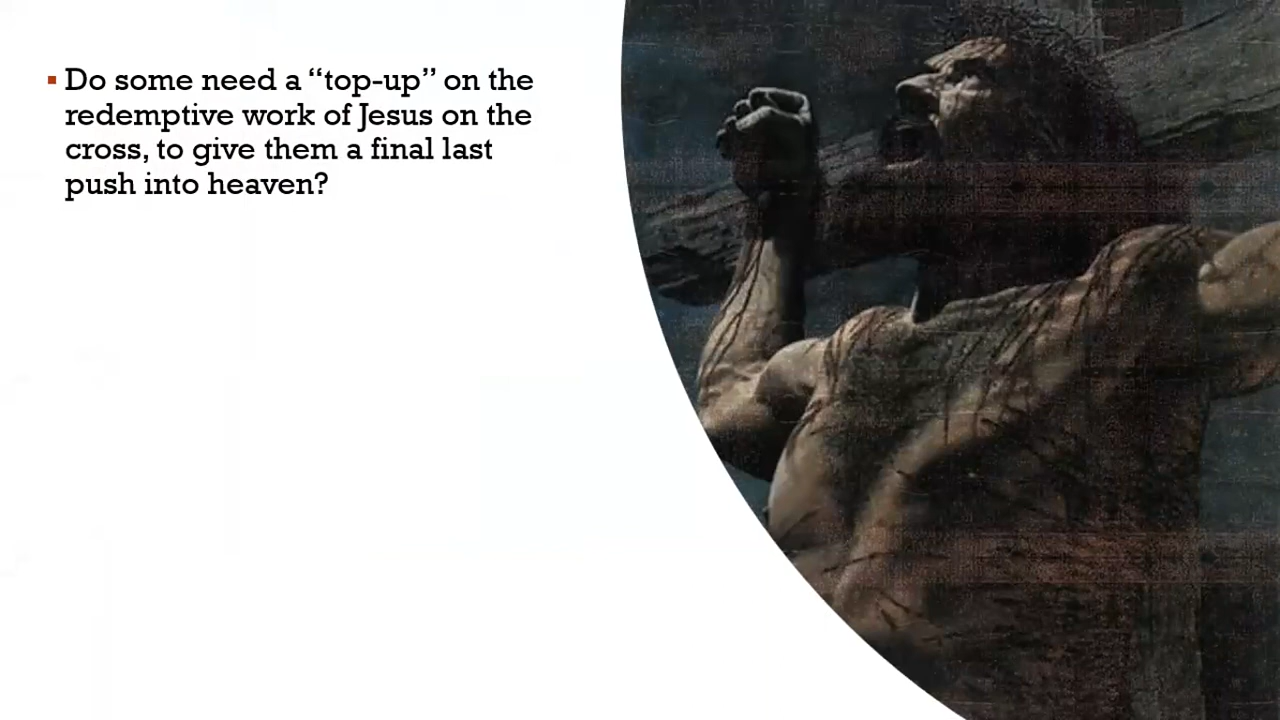 Do some need a “top-up” on the
redemptive work of Jesus on the
cross, to give them a final last
push into heaven?